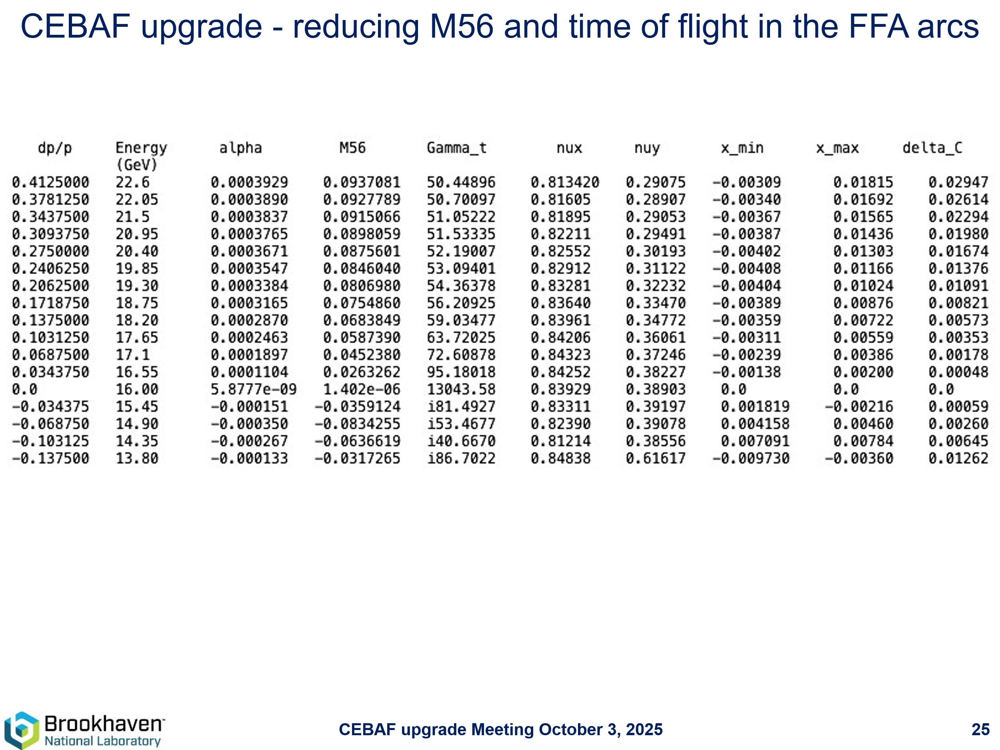 CEBAF upgrade - reducing M56 and time of flight in the FFA arcs
dp/p Energy alpha M56 Gamma_t nux nuy x_min x_max delta_C
(GeV)
0.4125000 22.6 0.0003929 0.0937081 50.44896 0.813420 0.29075 -0.00309 0.01815 0.02947
0.3781250 22.05 0.0003890 0.0927789 50.70097 0.81605 0.28907 -0.00340 0.01692 0.02614
0.3437500 21.5 0.0003837 0.0915066 51.05222 0.81895 0.29053 -0.00367 0.01565 0.02294
0.3093750 20.95 0.0003765 0.0898059 51.53335 0.82211 0.29491 -0.00387 0.01436 0.01980
0.2750000 20.40 0.0003671 0.0875601 52.19007 0.82552 0.30193 -0.00402 0.01303 0.01674
0.2406250 19.85 0.0003547 0.0846040 53.09401 0.82912 0.31122 -0.00408 0.01166 0.01376
0.2062500 19.30 0.0003384 0.0806980 54.36378 0.83281 0.32232 -0.00404 0.01024 0.01091
0.1718750 18.75 0.0003165 0.0754860 56.20925 0.83640 0.33470 -0.00389 0.00876 0.00821
0.1375000 18.20 0.0002870 0.0683849 59.03477 0.83961 0.34772 -0.00359 0.00722 0.00573
0.1031250 17.65 0.0002463 0.0587390 63.72025 0.84206 0.36061 -0.00311 0.00559 0.00353
0.0687500 17.1 0.0001897 0.0452380 72.60878 0.84323 0.37246 -0.00239 0.00386 0.00178
0.0343750 16.55 0.0001104 0.0263262 95.18018 0.84252 0.38227 -0.00138 0.00200 0.00048
0.0 16.00 5.8777e-09 1.402e-06 13043.58 0.83929 0.38903 0.0 0.0 0.0
-0.034375 15.45 -0.000151 -0.0359124 i81.4927 0.83311 0.39197 0.001819 -0.00216 0.00059
-0.068750 14.90 -0.000350 -0.0834255 i53.4677 0.82390 0.39078 0.004158 0.00460 0.00260
-0.103125 14.35 -0.000267 -0.0636619 i40.6670 0.81214 0.38556 0.007091 0.00784 0.00645
-0.137500 13.80 -0.000133 -0.0317265 i86.7022 0.84838 0.61617 -0.009730 -0.00360 0.01262
Brookhaven™
National Laboratory
CEBAF upgrade Meeting October 3, 2025
25